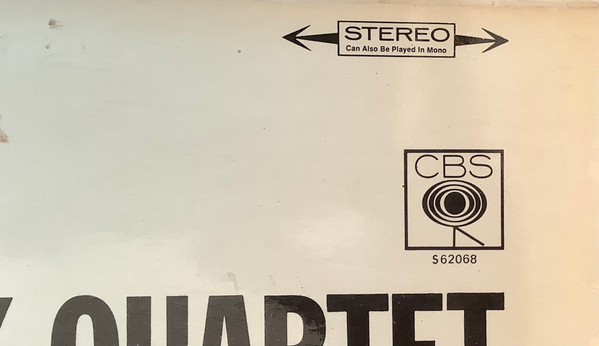 STEREO
Can Also Be Played In Mono
CBS
S 62068
QUARTET